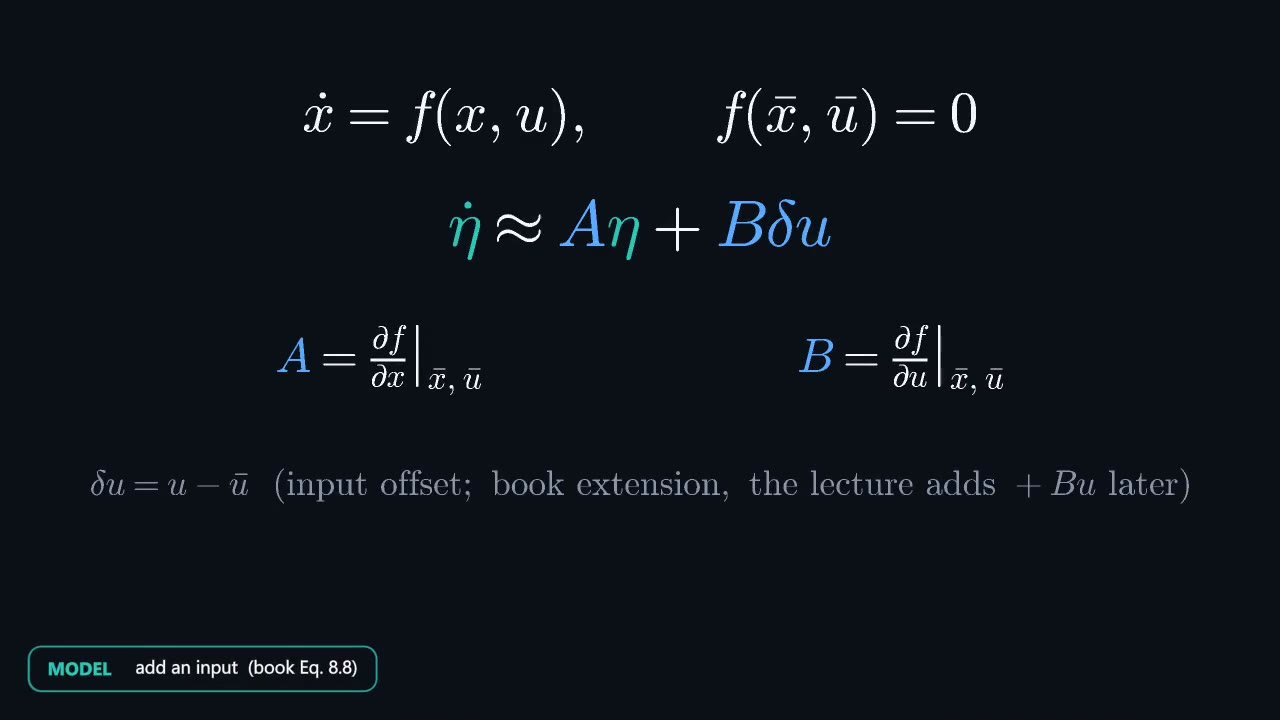 ẋ = f(x, u), f(x̄, ū) = 0
η̇ ≈ Aη + Bδu
A = ∂f/∂x |x̄, ū B = ∂f/∂u |x̄, ū
δu = u − ū (input offset; book extension, the lecture adds + Bu later)
MODEL add an input (book Eq. 8.8)